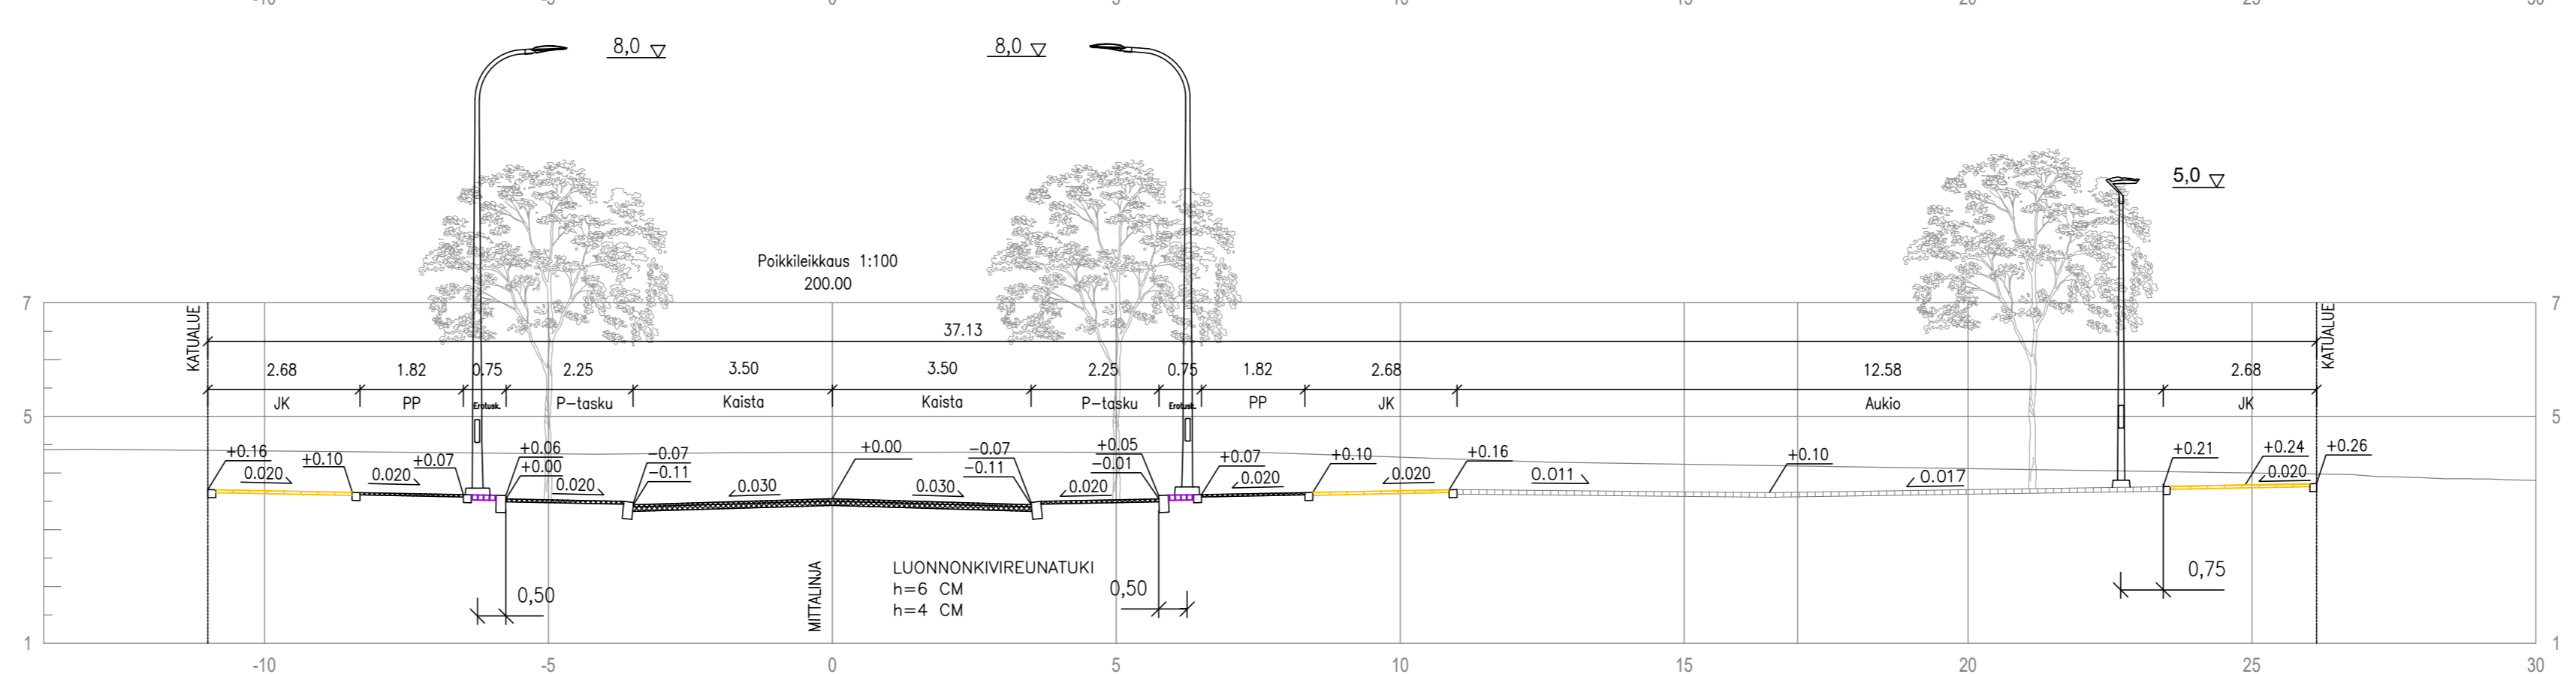 -10 -5 0 5 10 15 20 25 30
8,0 8,0
5,0
Poikkileikkaus 1:100
200.00
7 7
KATUALUE KATUALUE
37.13
2.68 1.82 0.75 2.25 3.50 3.50 2.25 0.75 1.82 2.68 12.58 2.68
JK PP Erotusk. P-tasku Kaista Kaista P-tasku Erotusk. PP JK Aukio JK
5 5
+0.16 +0.10 +0.07 +0.06 -0.07 +0.00 -0.07 +0.05 +0.07 +0.10 +0.16 +0.10 +0.21 +0.24 +0.26
+0.00 -0.11 -0.11 -0.01
0.020 0.020 0.020 0.030 0.030 0.020 0.020 0.020 0.011 0.017 0.020
MITTALINJA
LUONNONKIVIREUNATUKI
h=6 CM
h=4 CM
0,50 0,50 0,75
1 1
-10 -5 0 5 10 15 20 25 30